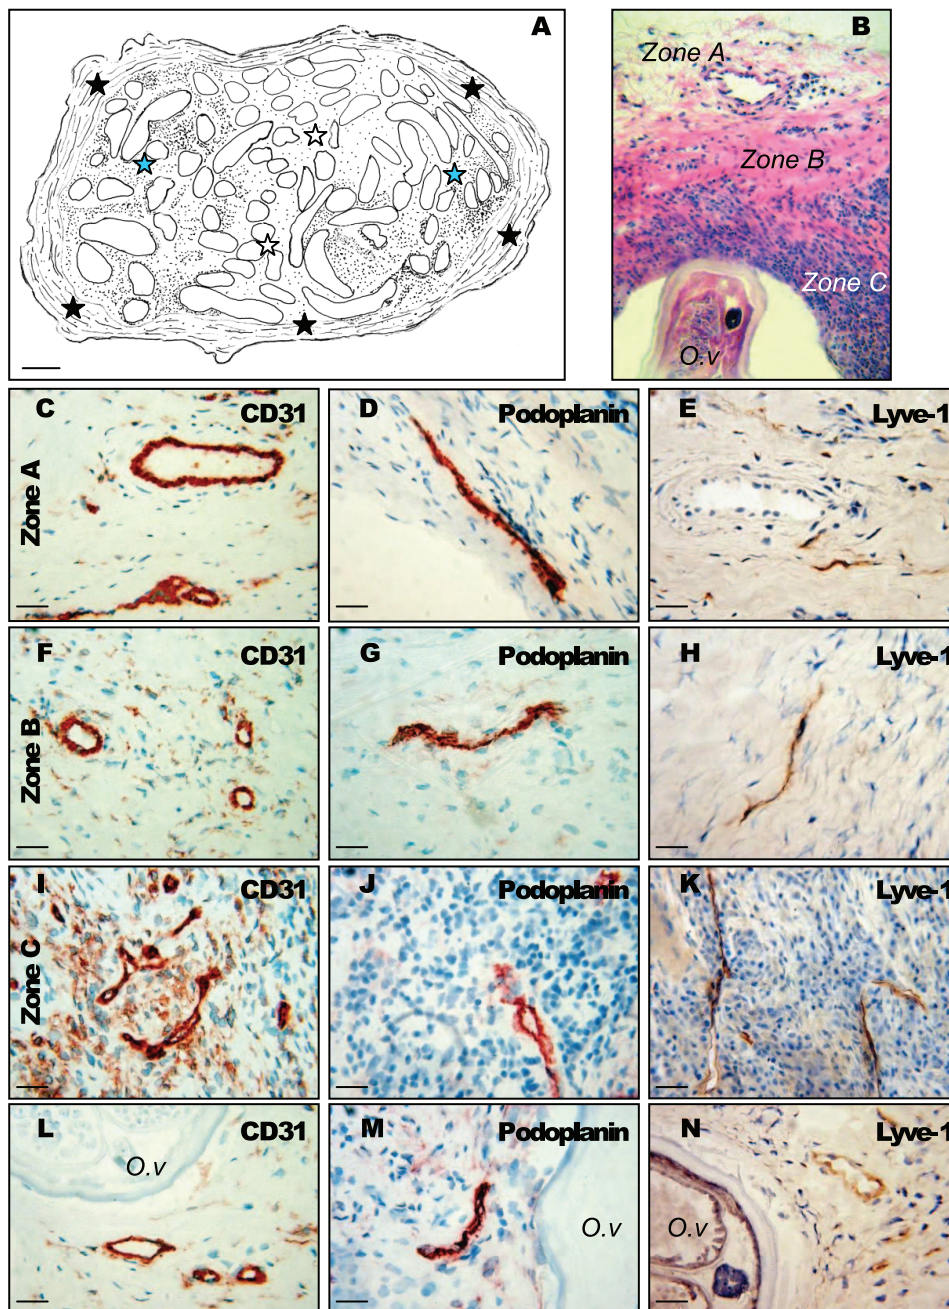 A
B
Zone A
Zone B
Zone C
O.v
C
CD31
D
Podoplanin
E
Lyve-1
Zone A
F
CD31
G
Podoplanin
H
Lyve-1
Zone B
I
CD31
J
Podoplanin
K
Lyve-1
Zone C
L
CD31
O.v
M
Podoplanin
O.v
N
Lyve-1
O.v